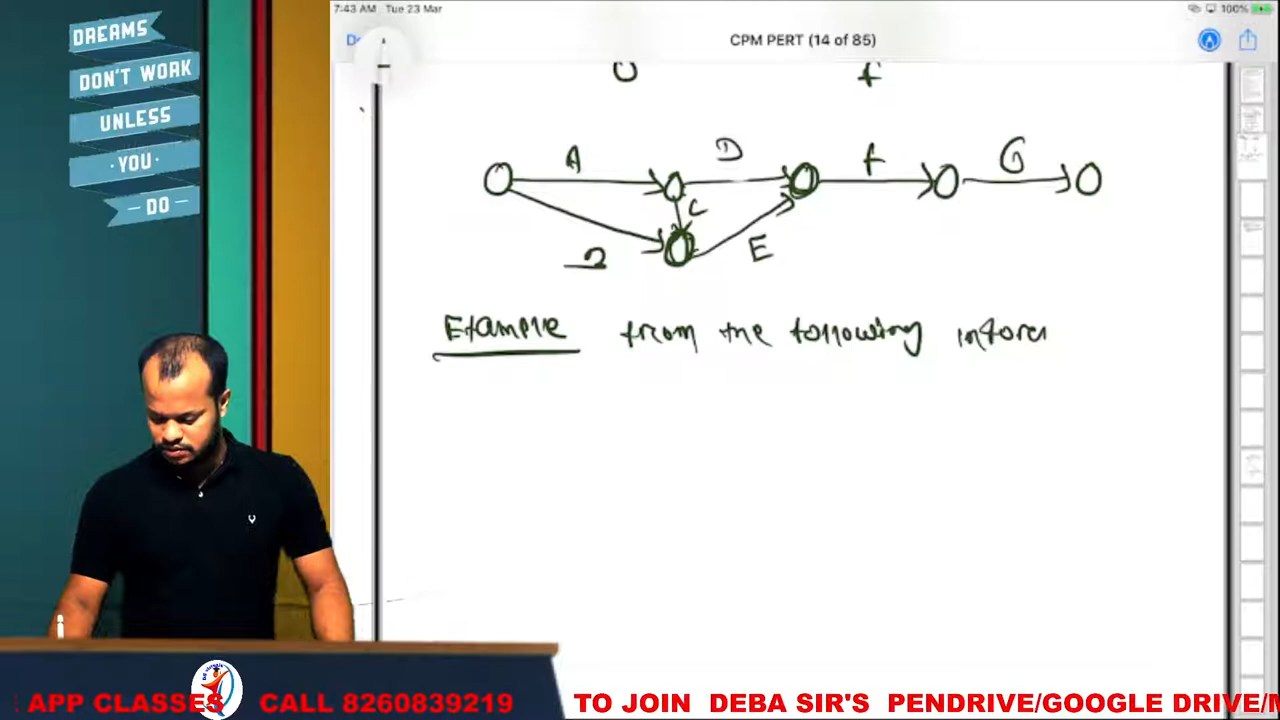 DREAMS
DON'T WORK
UNLESS
· YOU ·
DO
7:43 AM Tue 23 Mar
100%
CPM PERT (14 of 85)
A
D
f
G
C
E
Example from the following infor
APP CLASSES
CALL 8260839219
TO JOIN DEBA SIR'S PENDRIVE/GOOGLE DRIVE/